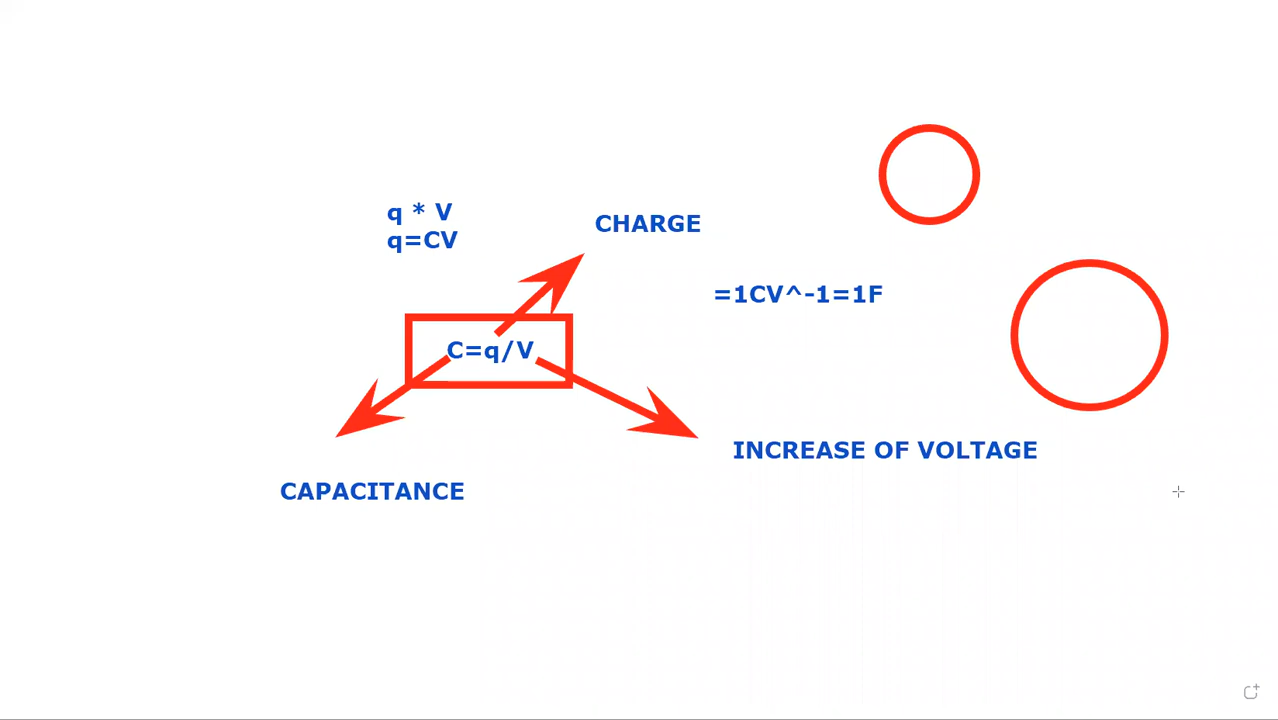 q * V
q=CV
CHARGE
=1CV^-1=1F
C=q/V
INCREASE OF VOLTAGE
CAPACITANCE